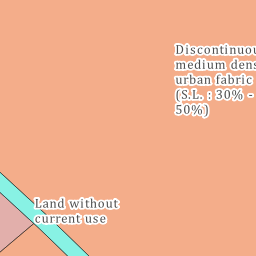 Discontinuou
medium dens
urban fabric
(S.L. : 30% -
50%)
Land without
current use